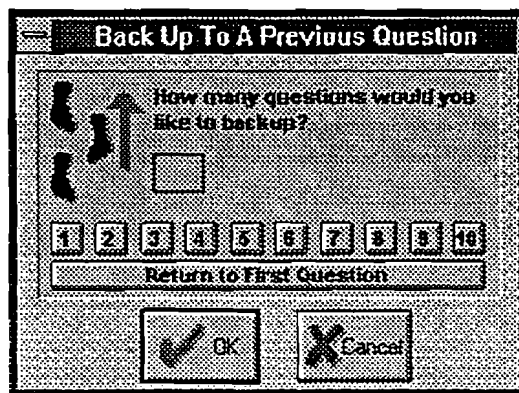 Back Up To A Previous Question
How many questions would you
like to backup?
1 2 3 4 5 6 7 8 9 10
Return to First Question
OK Cancel